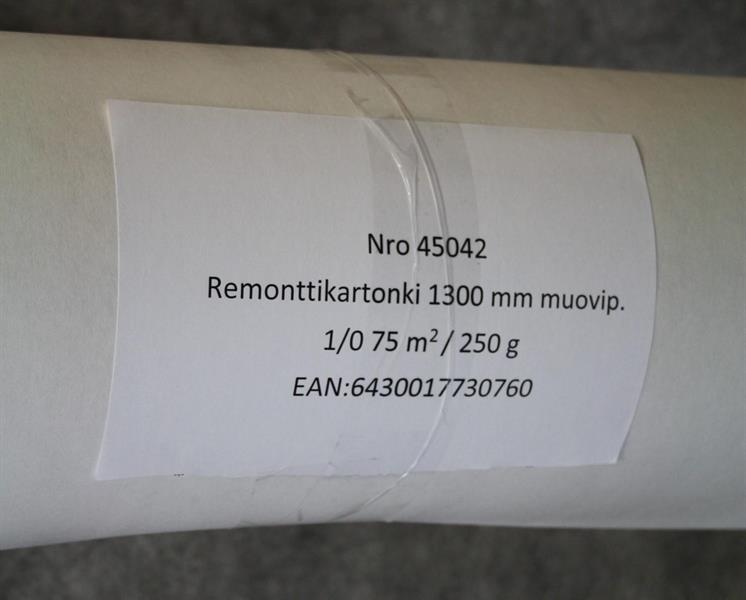 Nro 45042
Remonttikartonki 1300 mm muovip.
1/0 75 m² / 250 g
EAN:6430017730760